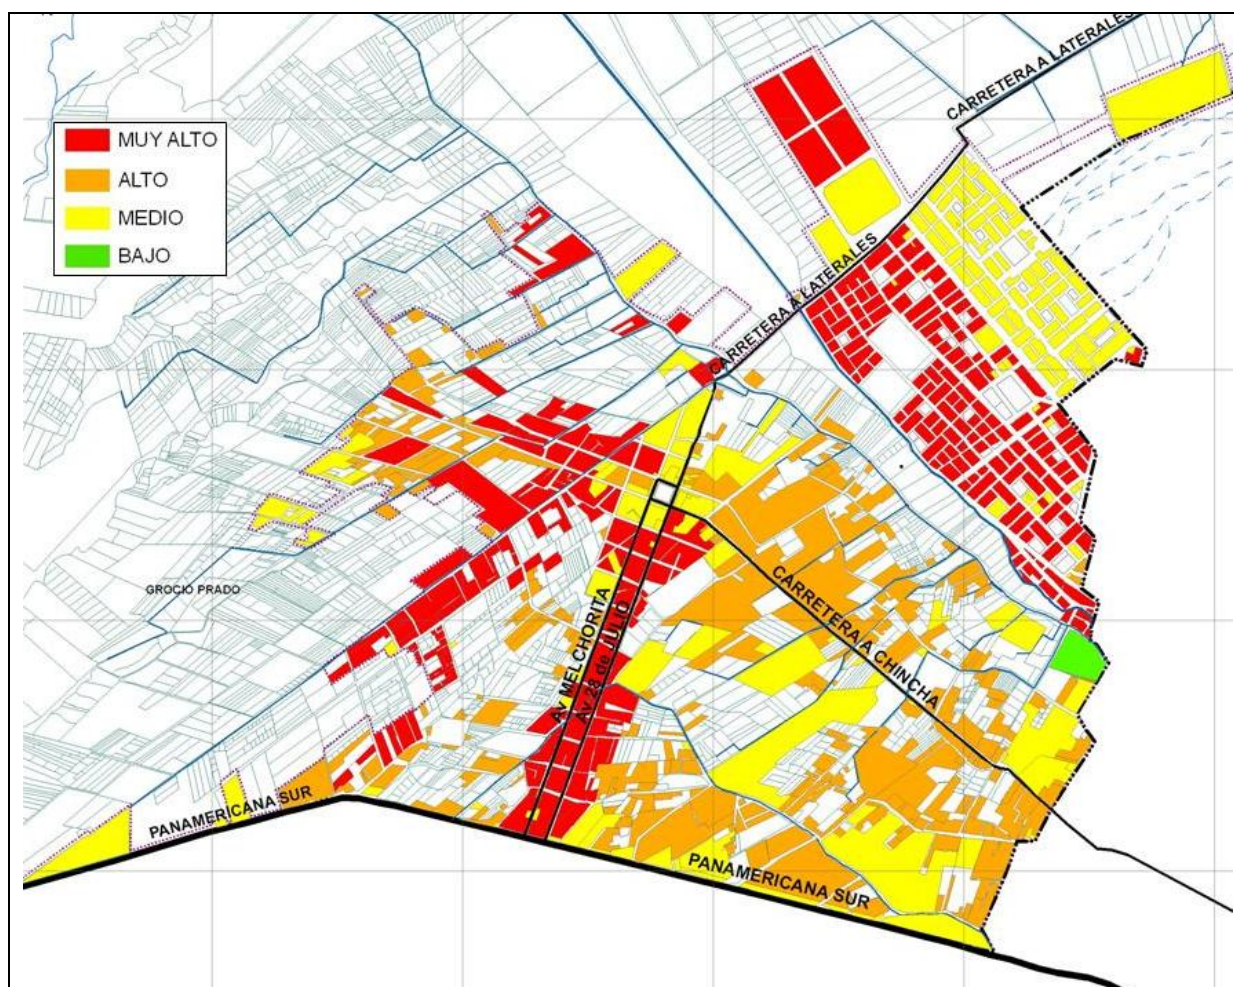 CARRETERA A LATERALES
MUY ALTO
ALTO
MEDIO
BAJO
CARRETERA A LATERALES
GROCIO PRADO
Av MELCHORITA
Av 28 de JULIO
CARRETERA A CHINCHA
PANAMERICANA SUR
PANAMERICANA SUR